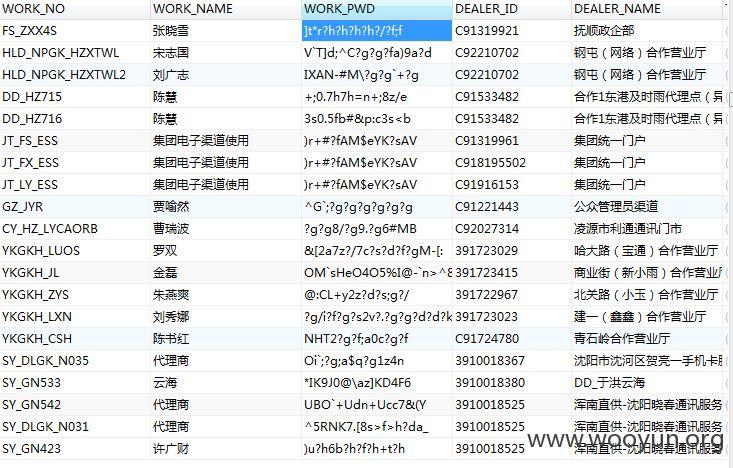 WORK_NO WORK_NAME WORK_PWD DEALER_ID DEALER_NAME
FS_ZXX4S 张晓雪 ]t*r?h?h?h?h?/?f;f C91319921 抚顺政企部
HLD_NPGK_HZXTWL 宋志国 V`T]d;^C?g?g?fa)9a?d C92210702 钢屯（网络）合作营业厅
HLD_NPGK_HZXTWL2 刘广志 IXAN-#M\?g?g`+?g C92210702 钢屯（网络）合作营业厅
DD_HZ715 陈慧 +;0.7h7h=n+;8z/e C91533482 合作1东港及时雨代理点（异
DD_HZ716 陈慧 3s0.5fb#&p:c3s<b C91533482 合作1东港及时雨代理点（异
JT_FS_ESS 集团电子渠道使用 )r+#?fAM$eYK?sAV C91319961 集团统一门户
JT_FX_ESS 集团电子渠道使用 )r+#?fAM$eYK?sAV C918195502 集团统一门户
JT_LY_ESS 集团电子渠道使用 )r+#?fAM$eYK?sAV C91916153 集团统一门户
GZ_JYR 贾喻然 ^G`;?g?g?g?g?g?g C91221443 公众管理员渠道
CY_HZ_LYCAORB 曹瑞波 ?g?g8/?g9.?g6#MB C92027314 凌源市利通通讯门市
YKGKH_LUOS 罗双 &[2a7z?/7c?s?d?f?gM-[: 391723029 哈大路（宝通）合作营业厅
YKGKH_JL 金磊 OM`sHeO4O5%I@-`n>^8 391723415 商业街（新小雨）合作营业厅
YKGKH_ZYS 朱燕爽 @:CL+y2z?d?s;g?/ 391722967 北关路（小玉）合作营业厅
YKGKH_LXN 刘秀娜 ?g/i?f?g?s2v?.?g?g?d?d?k 391723023 建一（鑫鑫）合作营业厅
YKGKH_CSH 陈书红 NHT2?g?f;a0c?g?f C91724780 青石岭合作营业厅
SY_DLGK_N035 代理商 Oi`;?g;a$q?g1z4n 3910018367 沈阳市沈河区贺亮一手机卡
SY_GN533 云海 *IK9J0@\az]KD4F6 3910018380 DD_于洪云海
SY_GN542 代理商 UBO`+Udn+Ucc7&(Y 3910018525 浑南直供-沈阳晓春通讯服务
SY_DLGK_N031 代理商 ^5RNK7.[8s>f>h?da_ 3910018525 浑南直供-沈阳晓春通讯服务
SY_GN423 许广财 )u?h6b?h?f?h+t?h 3910018525 浑南直供-沈阳晓春通讯服务
www.wooyun.org